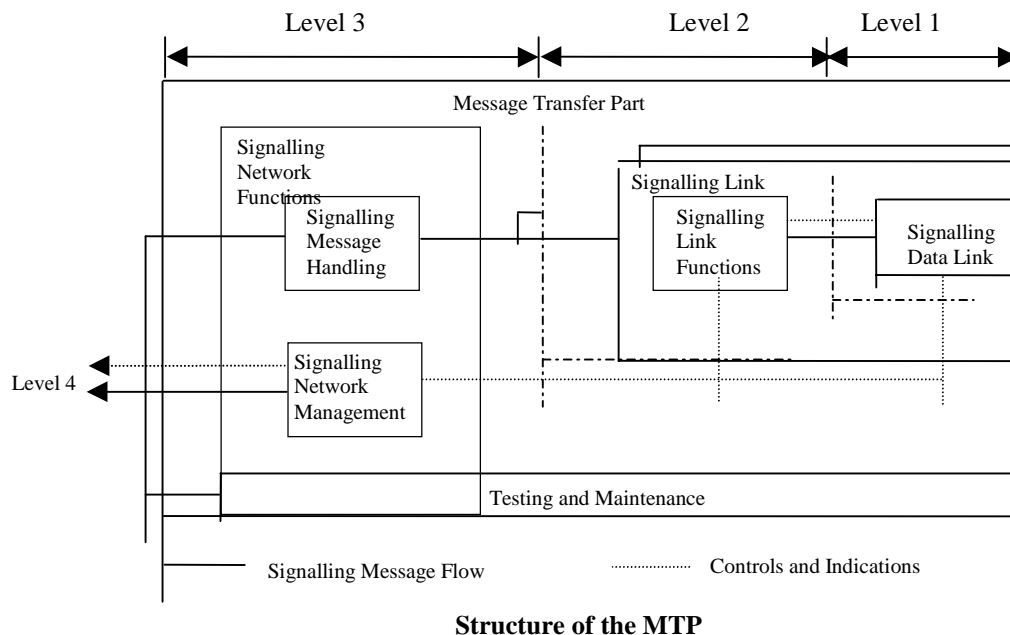 Level 3
Level 2
Level 1
Message Transfer Part
Signalling
Network
Functions
Signalling
Message
Handling
Signalling Link
Signalling
Link
Functions
Signalling
Data Link
Level 4
Signalling
Network
Management
Testing and Maintenance
Signalling Message Flow
Controls and Indications
Structure of the MTP